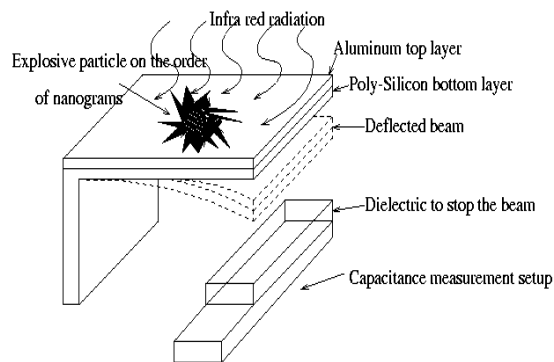 Infra red radiation
Explosive particle on the order
of nanograms
Aluminum top layer
Poly-Silicon bottom layer
Deflected beam
Dielectric to stop the beam
Capacitance measurement setup